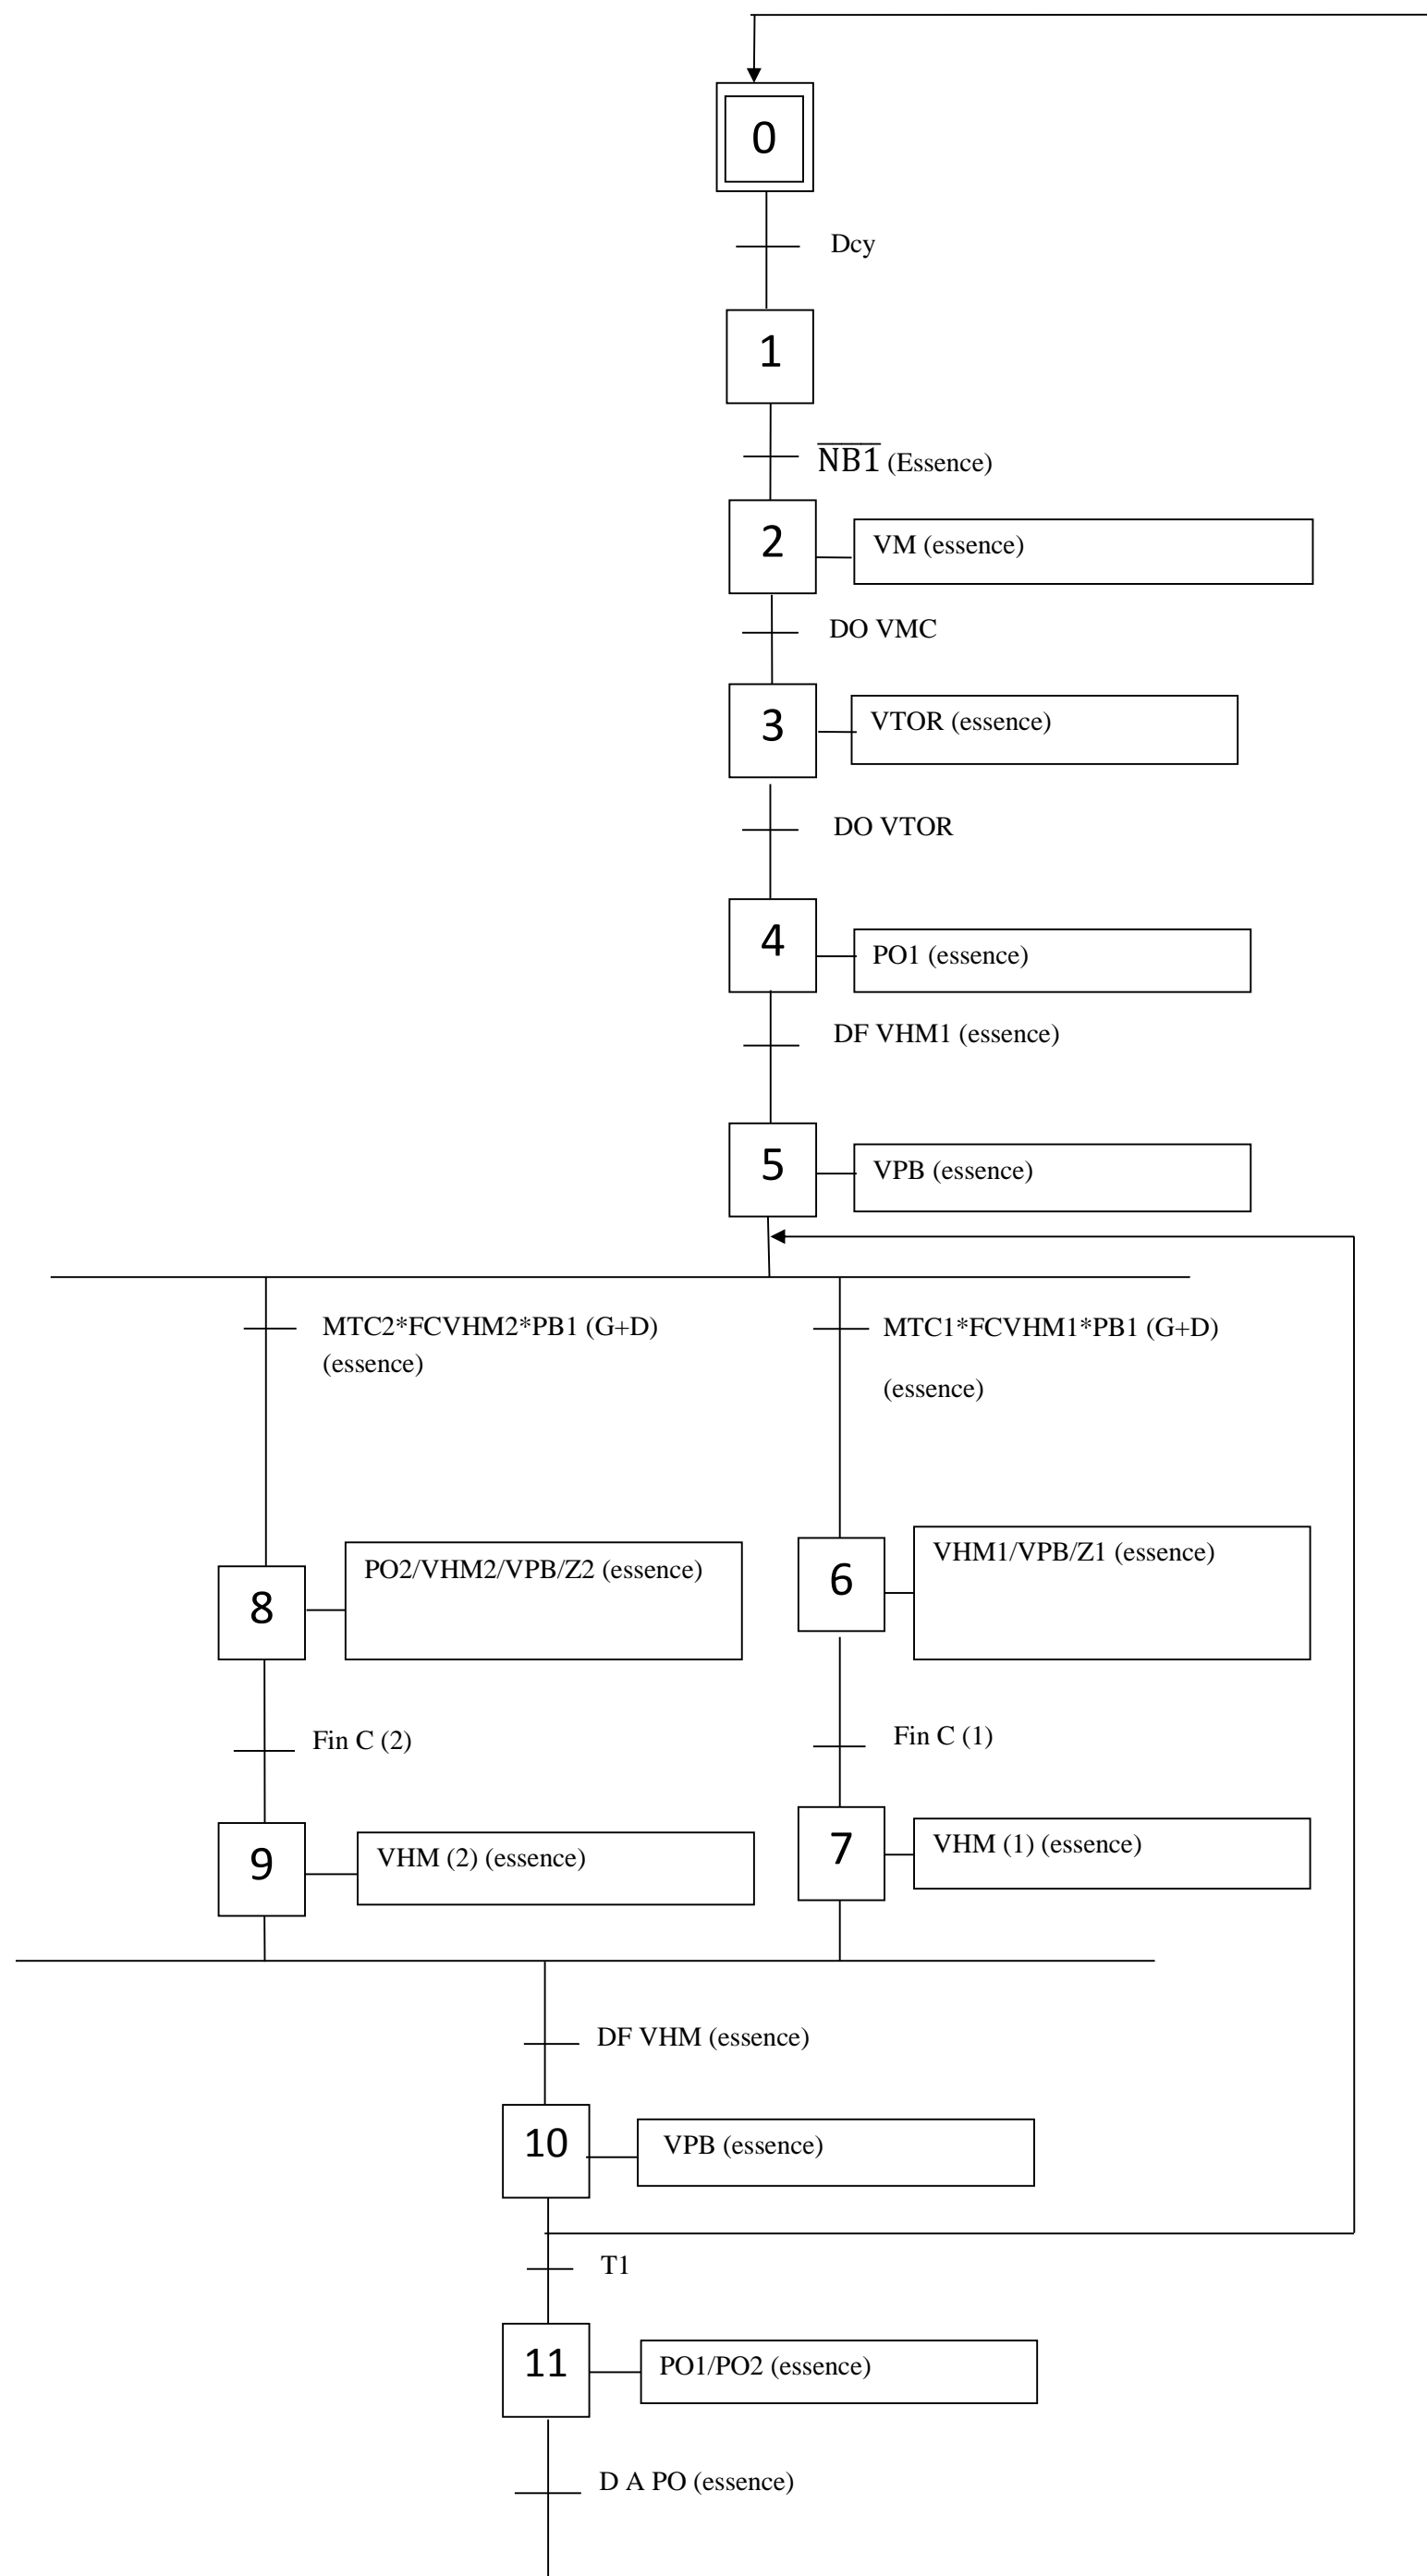 0
Dcy
1
N̅B̅1̅ (Essence)
2
VM (essence)
DO VMC
3
VTOR (essence)
DO VTOR
4
PO1 (essence)
DF VHM1 (essence)
5
VPB (essence)
MTC2*FCVHM2*PB1 (G+D)
(essence)
MTC1*FCVHM1*PB1 (G+D)
(essence)
8
PO2/VHM2/VPB/Z2 (essence)
6
VHM1/VPB/Z1 (essence)
Fin C (2)
Fin C (1)
9
VHM (2) (essence)
7
VHM (1) (essence)
DF VHM (essence)
10
VPB (essence)
T1
11
PO1/PO2 (essence)
D A PO (essence)